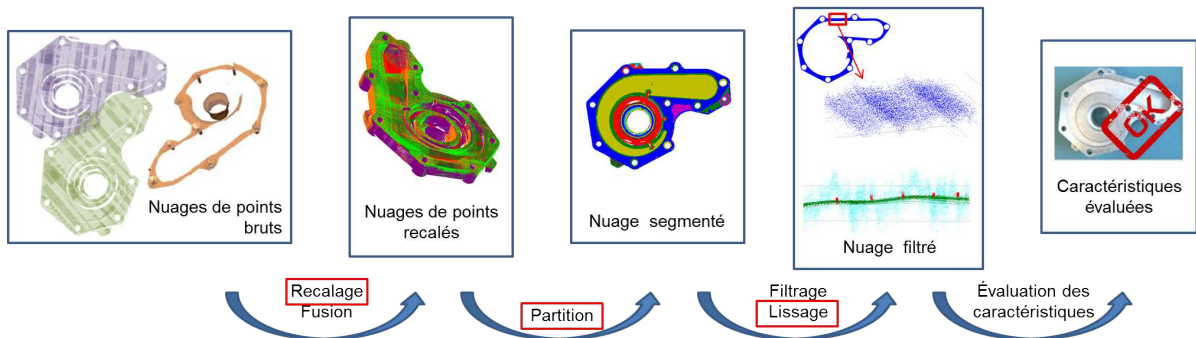 Nuages de points
bruts
Nuages de points
recalés
Nuage segmenté
Nuage filtré
OK
Caractéristiques
évaluées
Recalage
Fusion
Partition
Filtrage
Lissage
Évaluation des
caractéristiques